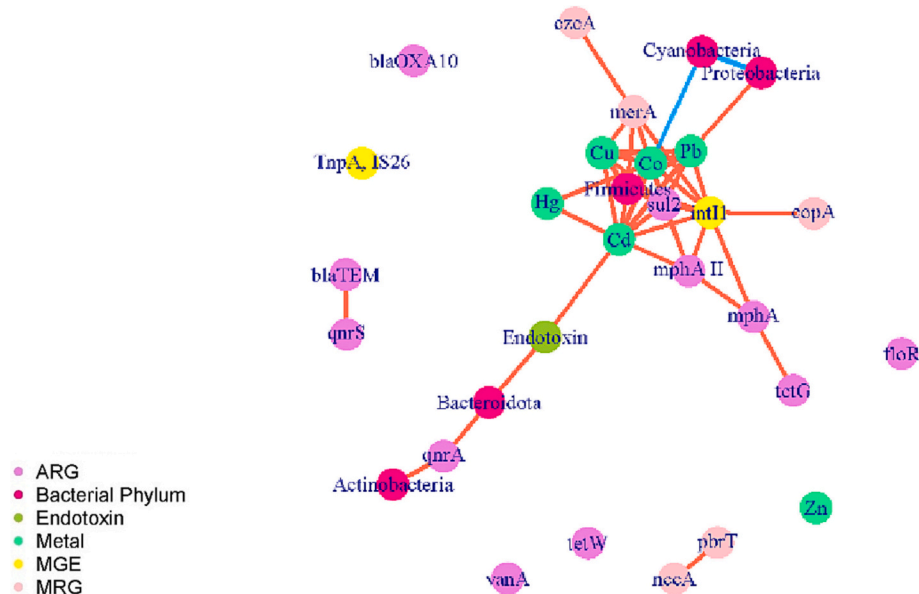 czcA
Cyanobacteria
blaOXA10
Proteobacteria
merA
Cu
Co
Pb
TnpA, IS26
Firmicutes
Hg
sul2
intI1
copA
Cd
blaTEM
mphA II
mphA
qnrS
Endotoxin
floR
tetG
Bacteroidota
qnrA
Actinobacteria
Zn
tetW
pbrT
vanA
nccA
ARG
Bacterial Phylum
Endotoxin
Metal
MGE
MRG